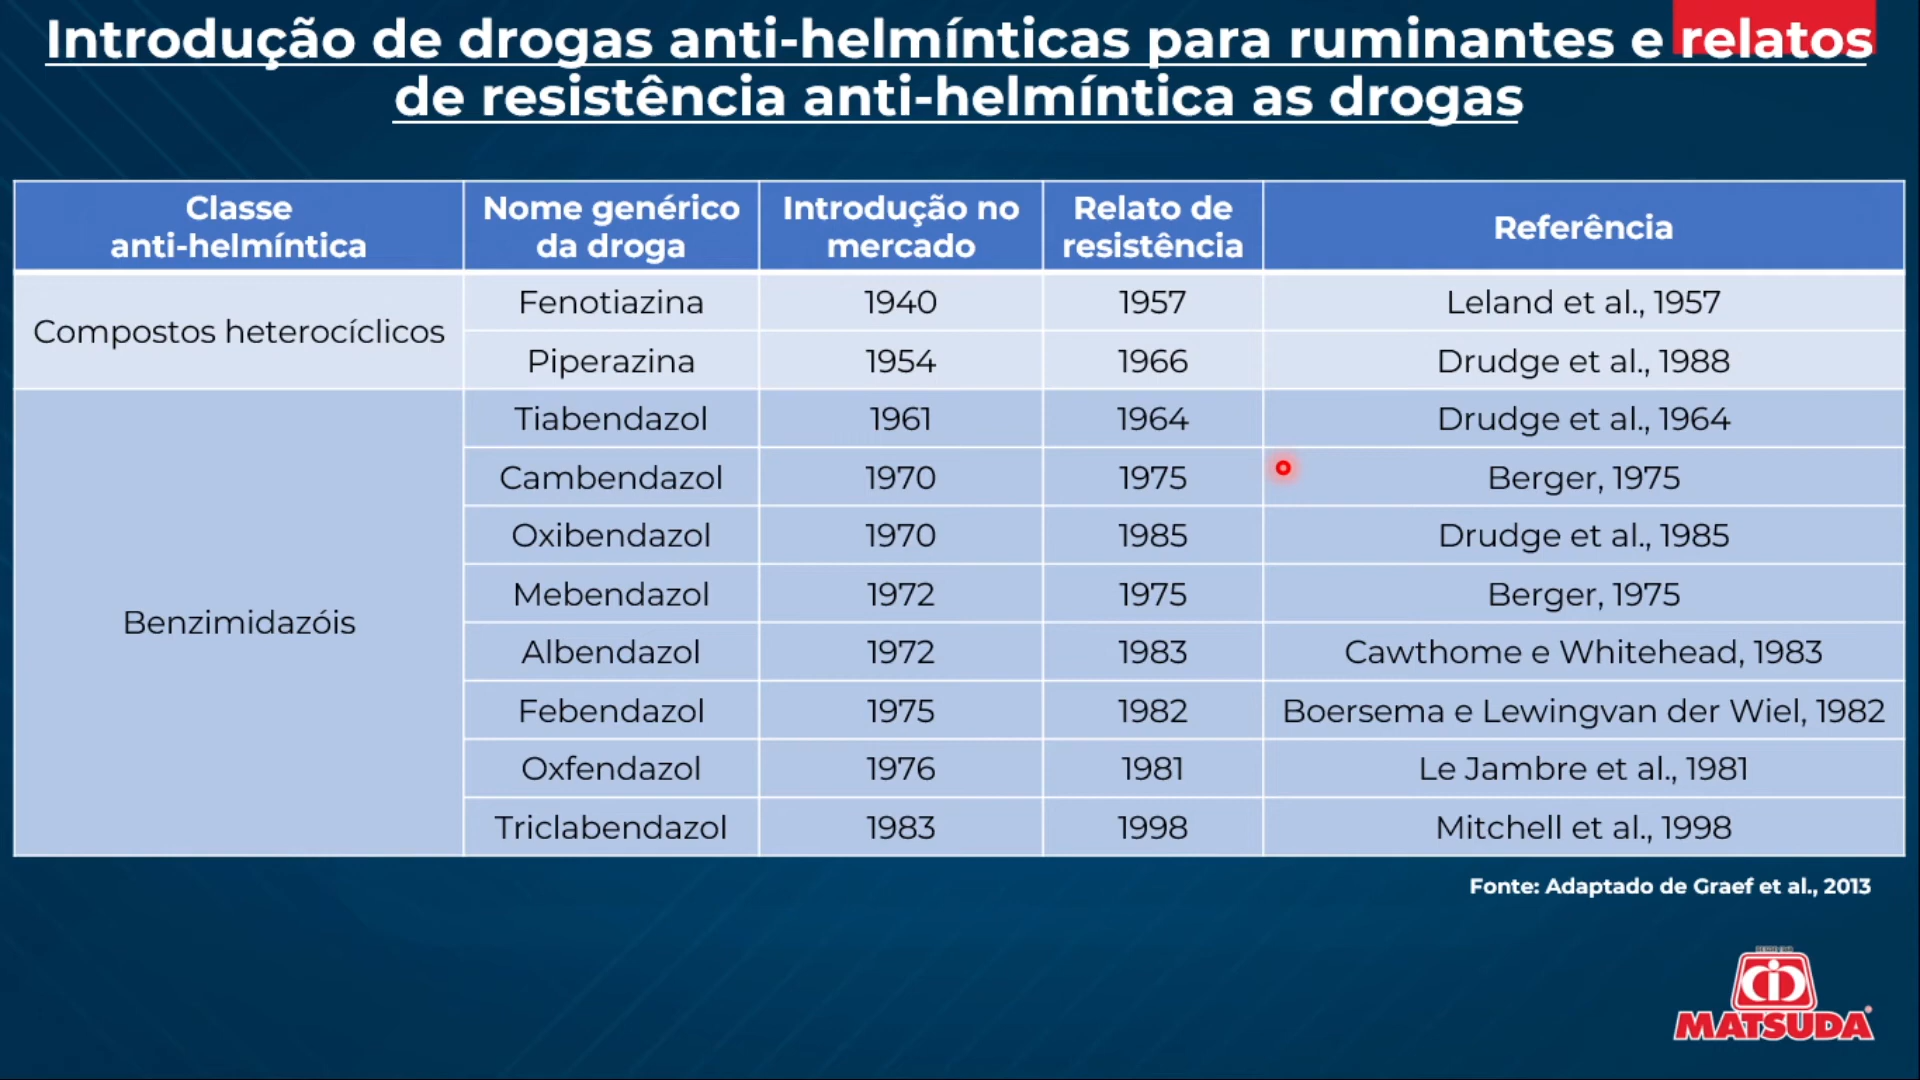 Introdução de drogas anti-helmínticas para ruminantes e relatos
de resistência anti-helmíntica as drogas
Classe
anti-helmíntica
Nome genérico
da droga
Introdução no
mercado
Relato de
resistência
Referência
Compostos heterocíclicos
Fenotiazina 1940 1957 Leland et al., 1957
Piperazina 1954 1966 Drudge et al., 1988
Benzimidazóis
Tiabendazol 1961 1964 Drudge et al., 1964
Cambendazol 1970 1975 Berger, 1975
Oxibendazol 1970 1985 Drudge et al., 1985
Mebendazol 1972 1975 Berger, 1975
Albendazol 1972 1983 Cawthome e Whitehead, 1983
Febendazol 1975 1982 Boersema e Lewingvan der Wiel, 1982
Oxfendazol 1976 1981 Le Jambre et al., 1981
Triclabendazol 1983 1998 Mitchell et al., 1998
Fonte: Adaptado de Graef et al., 2013
MATSUDA